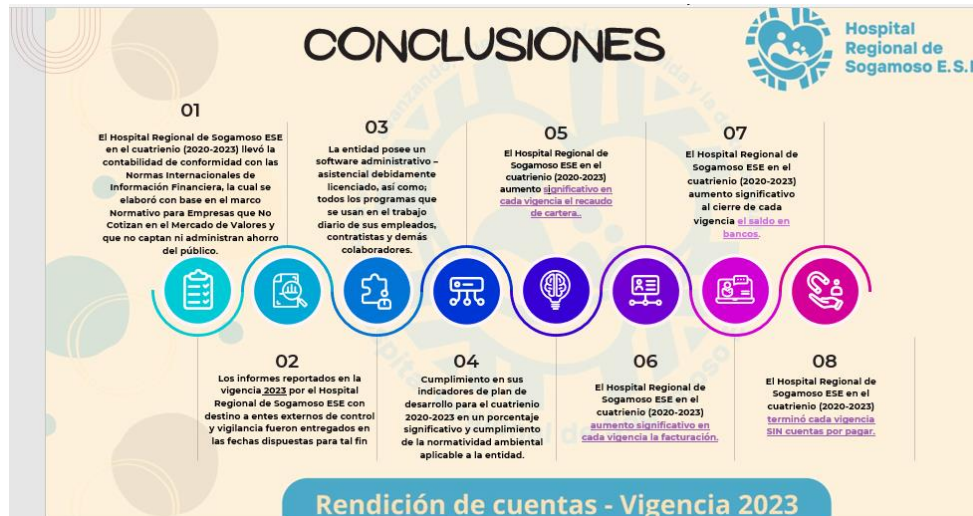 CONCLUSIONES
Hospital
Regional de
Sogamoso E.S.
01
El Hospital Regional de Sogamoso ESE
en el cuatrienio (2020-2023) llevó la
contabilidad de conformidad con las
Normas Internacionales de
Información Financiera, la cual se
elaboró con base en el marco
Normativo para Empresas que No
Cotizan en el Mercado de Valores y
que no captan ni administran ahorro
del público.
03
La entidad posee un
software administrativo –
asistencial debidamente
licenciado, así como;
todos los programas que
se usan en el trabajo
diario de sus empleados,
contratistas y demás
colaboradores.
05
El Hospital Regional de
Sogamoso ESE en el
cuatrienio (2020-2023)
aumento significativo en
cada vigencia el recaudo
de cartera..
07
El Hospital Regional de
Sogamoso ESE en el
cuatrienio (2020-2023)
aumento significativo
al cierre de cada
vigencia el saldo en
bancos.
02
Los informes reportados en la
vigencia 2023 por el Hospital
Regional de Sogamoso ESE con
destino a entes externos de control
y vigilancia fueron entregados en
las fechas dispuestas para tal fin
04
Cumplimiento en sus
indicadores de plan de
desarrollo para el cuatrienio
2020-2023 en un porcentaje
significativo y cumplimiento
de la normatividad ambiental
aplicable a la entidad.
06
El Hospital Regional de
Sogamoso ESE en el
cuatrienio (2020-2023)
aumento significativo en
cada vigencia la facturación.
08
El Hospital Regional de
Sogamoso ESE en el
cuatrienio (2020-2023)
terminó cada vigencia
SIN cuentas por pagar.
Rendición de cuentas - Vigencia 2023